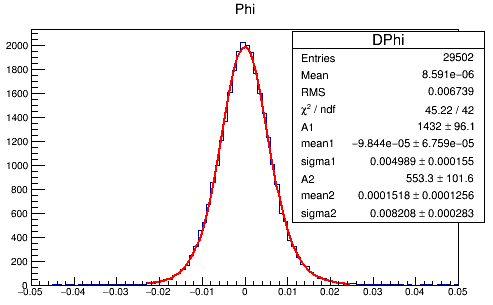 Phi
DPhi
Entries 29502
Mean 8.591e-06
RMS 0.006739
χ² / ndf 45.22 / 42
A1 1432 ± 96.1
mean1 −9.844e-05 ± 6.759e-05
sigma1 0.004989 ± 0.000155
A2 553.3 ± 101.6
mean2 0.0001518 ± 0.0001256
sigma2 0.008208 ± 0.000283
2000
1800
1600
1400
1200
1000
800
600
400
200
0
−0.05 −0.04 −0.03 −0.02 −0.01 0 0.01 0.02 0.03 0.04 0.05